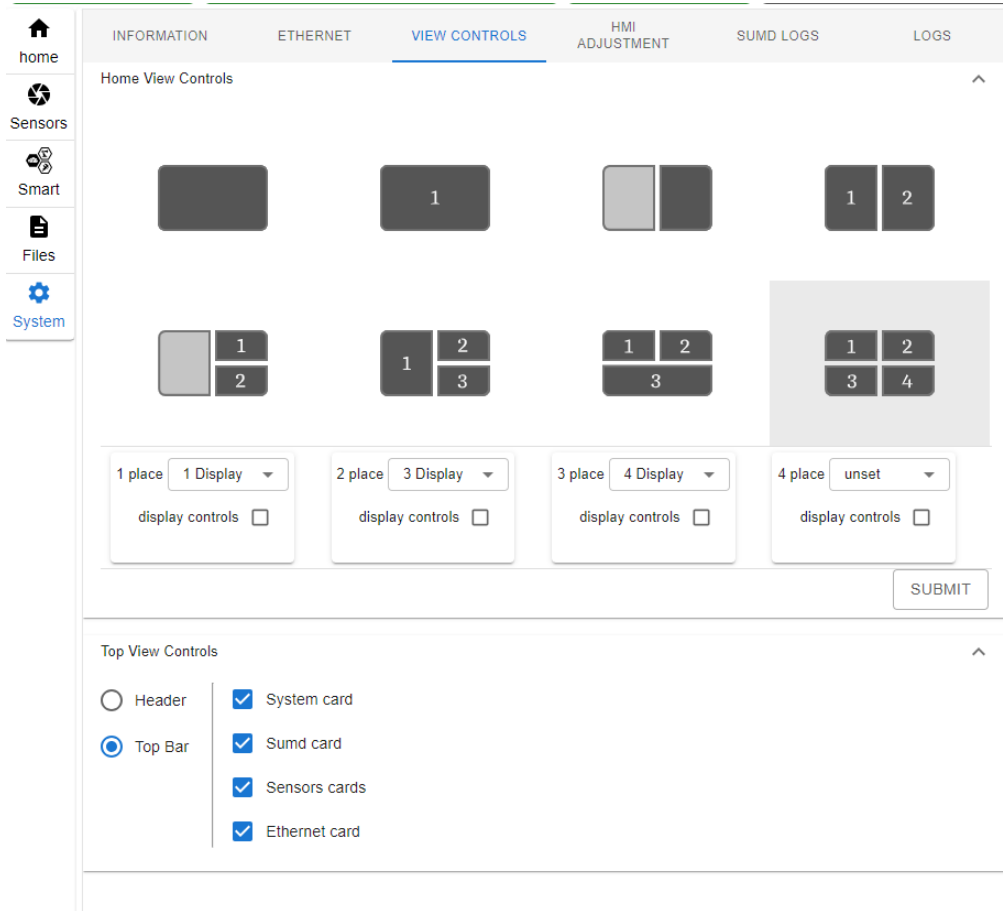 home
Sensors
Smart
Files
System
INFORMATION
ETHERNET
VIEW CONTROLS
HMI
ADJUSTMENT
SUMD LOGS
LOGS
Home View Controls
1
1 2
1
2
1
2
3
1 2
3
1 2
3 4
1 place 1 Display
display controls
2 place 3 Display
display controls
3 place 4 Display
display controls
4 place unset
display controls
SUBMIT
Top View Controls
Header
Top Bar
System card
Sumd card
Sensors cards
Ethernet card